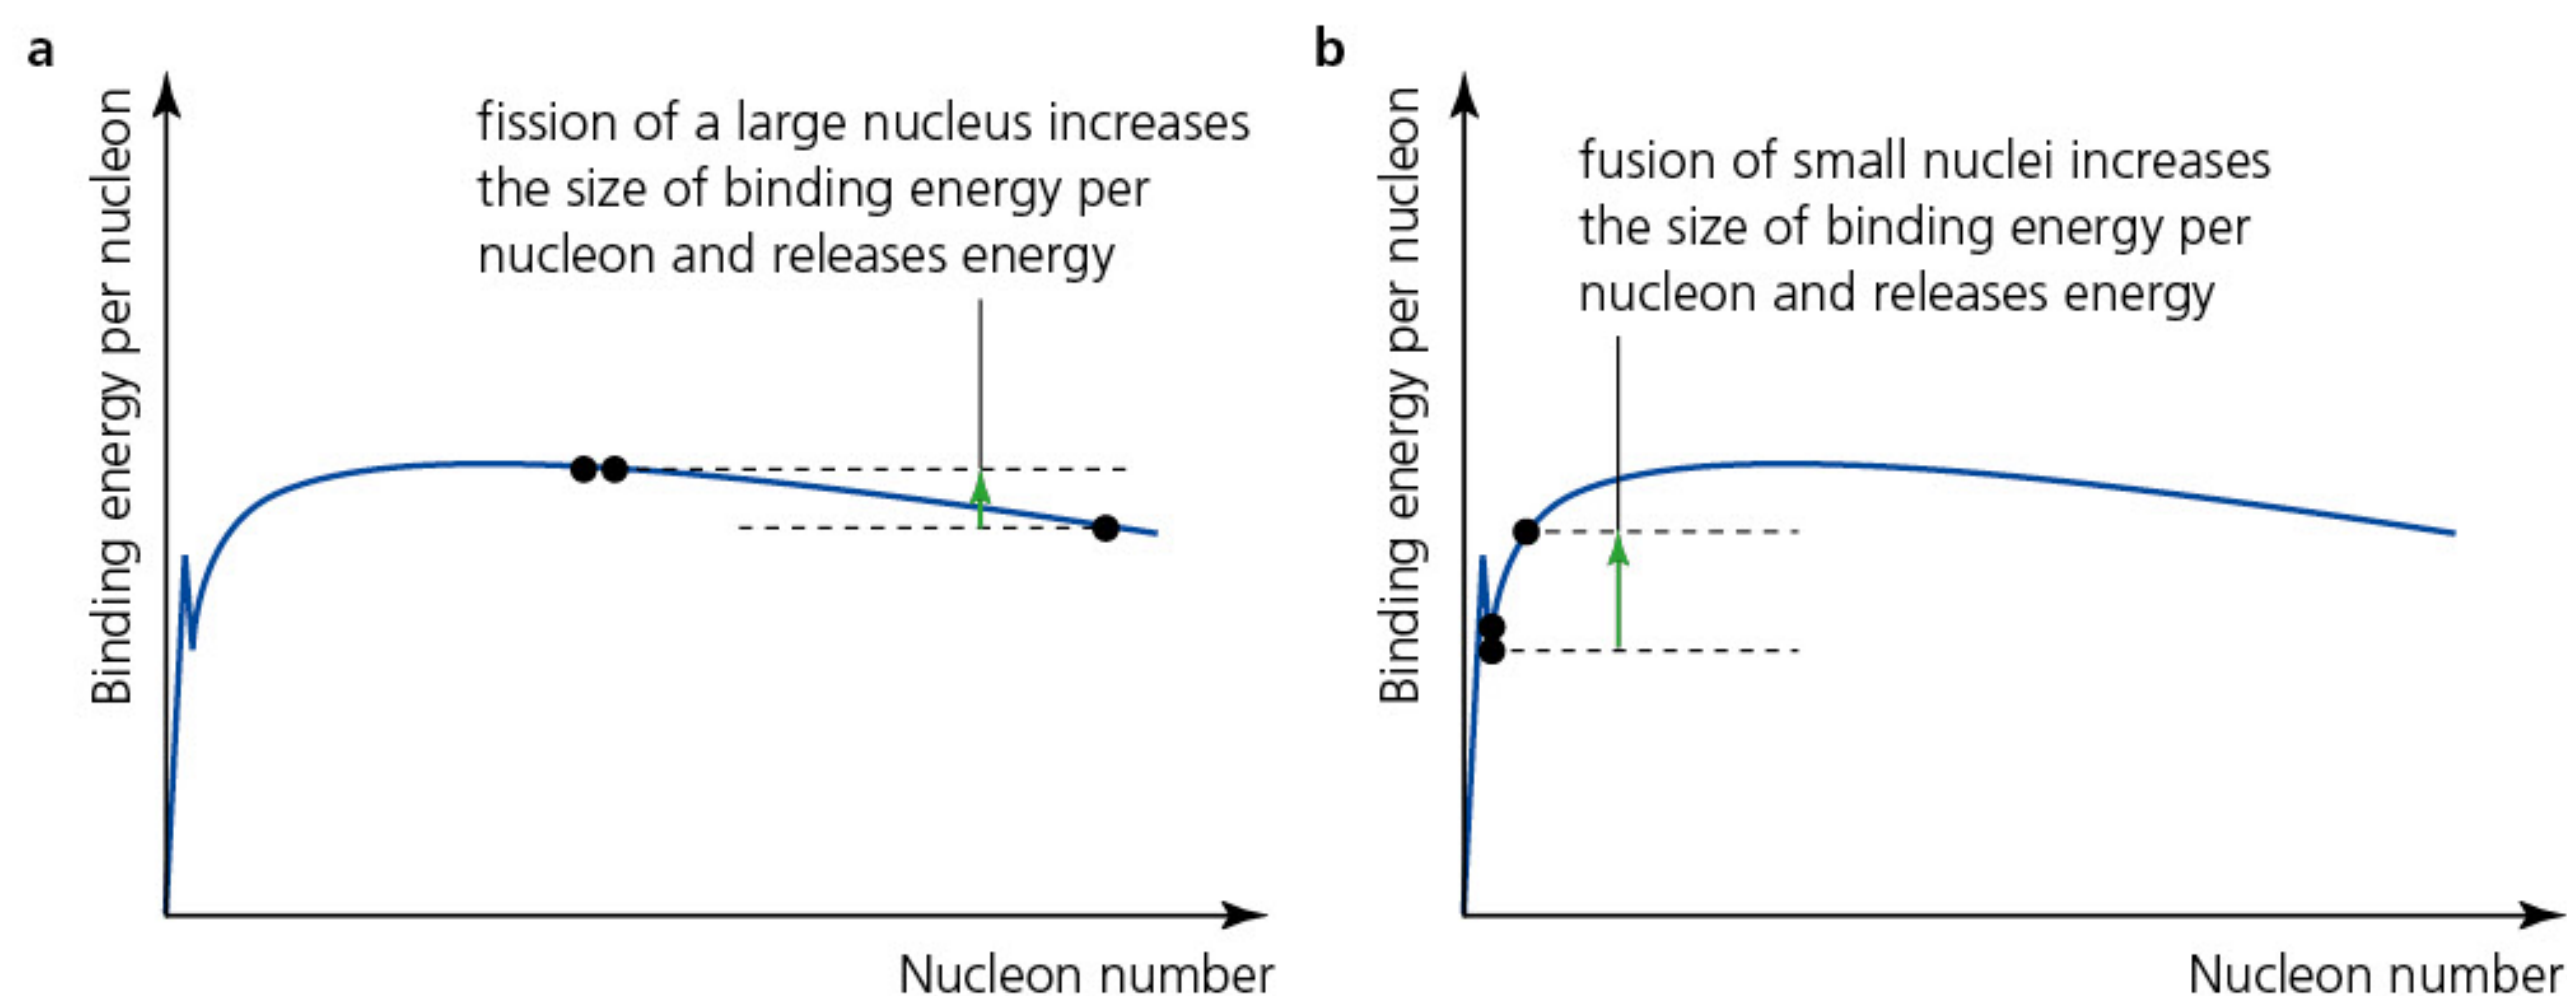 a
Binding energy per nucleon
fission of a large nucleus increases
the size of binding energy per
nucleon and releases energy
Nucleon number
b
Binding energy per nucleon
fusion of small nuclei increases
the size of binding energy per
nucleon and releases energy
Nucleon number